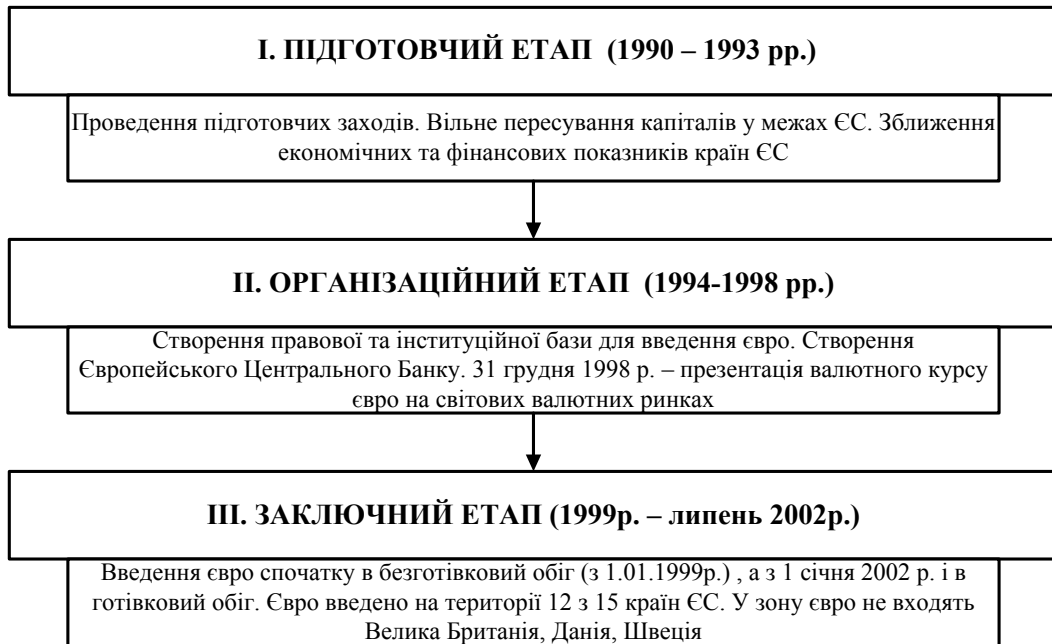 І. ПІДГОТОВЧИЙ ЕТАП (1990 – 1993 рр.)
Проведення підготовчих заходів. Вільне пересування капіталів у межах ЄС. Зближення
економічних та фінансових показників країн ЄС
ІІ. ОРГАНІЗАЦІЙНИЙ ЕТАП (1994-1998 рр.)
Створення правової та інституційної бази для введення євро. Створення
Європейського Центрального Банку. 31 грудня 1998 р. – презентація валютного курсу
євро на світових валютних ринках
ІІІ. ЗАКЛЮЧНИЙ ЕТАП (1999р. – липень 2002р.)
Введення євро спочатку в безготівковий обіг (з 1.01.1999р.) , а з 1 січня 2002 р. і в
готівковий обіг. Євро введено на території 12 з 15 країн ЄС. У зону євро не входять
Велика Британія, Данія, Швеція